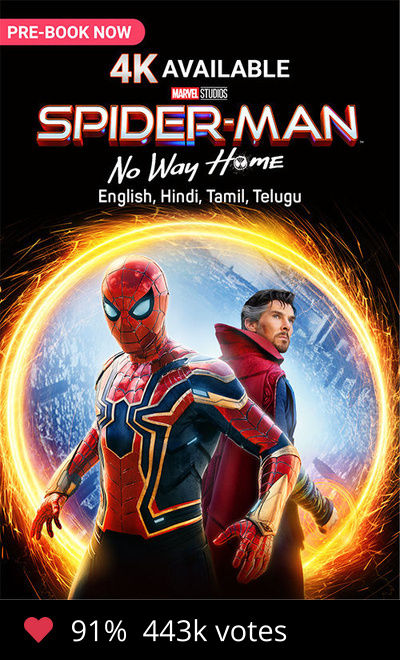 PRE-BOOK NOW
4K AVAILABLE
MARVEL STUDIOS
SPIDER-MAN
No Way Home
English, Hindi, Tamil, Telugu
91% 443k votes